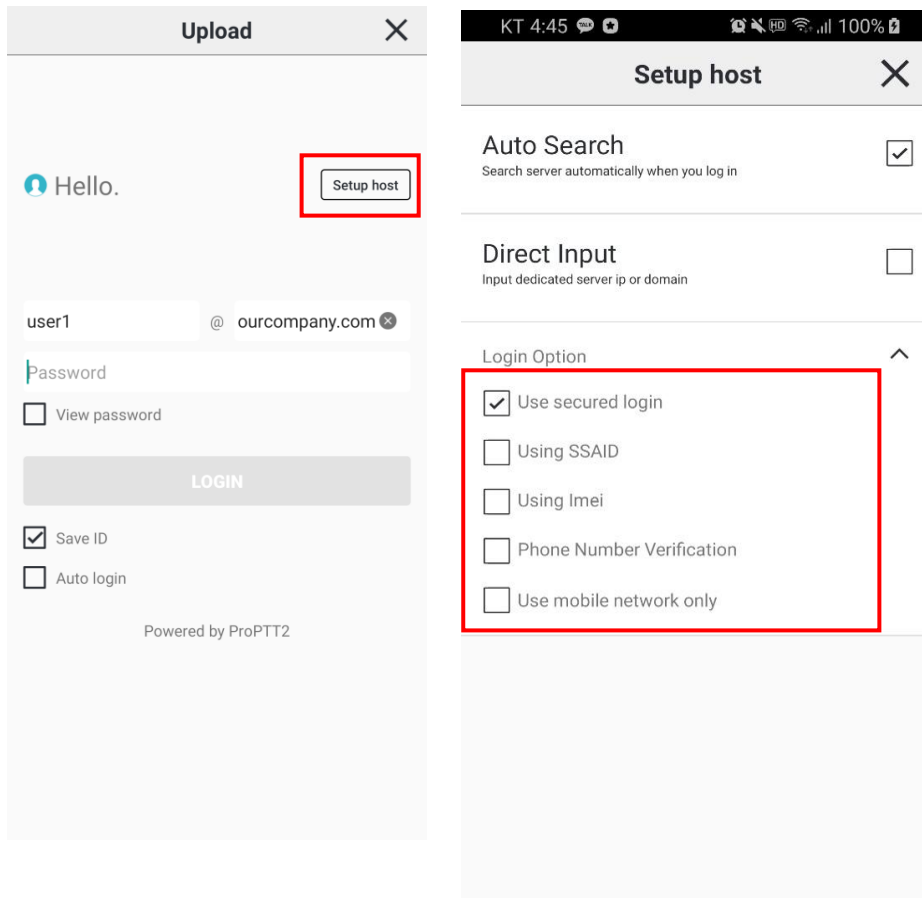 Upload
Hello.
Setup host
user1 @ ourcompany.com
Password
View password
LOGIN
Save ID
Auto login
Powered by ProPTT2
KT 4:45 TALK HD 100%
Setup host
Auto Search
Search server automatically when you log in
Direct Input
Input dedicated server ip or domain
Login Option
Use secured login
Using SSAID
Using Imei
Phone Number Verification
Use mobile network only